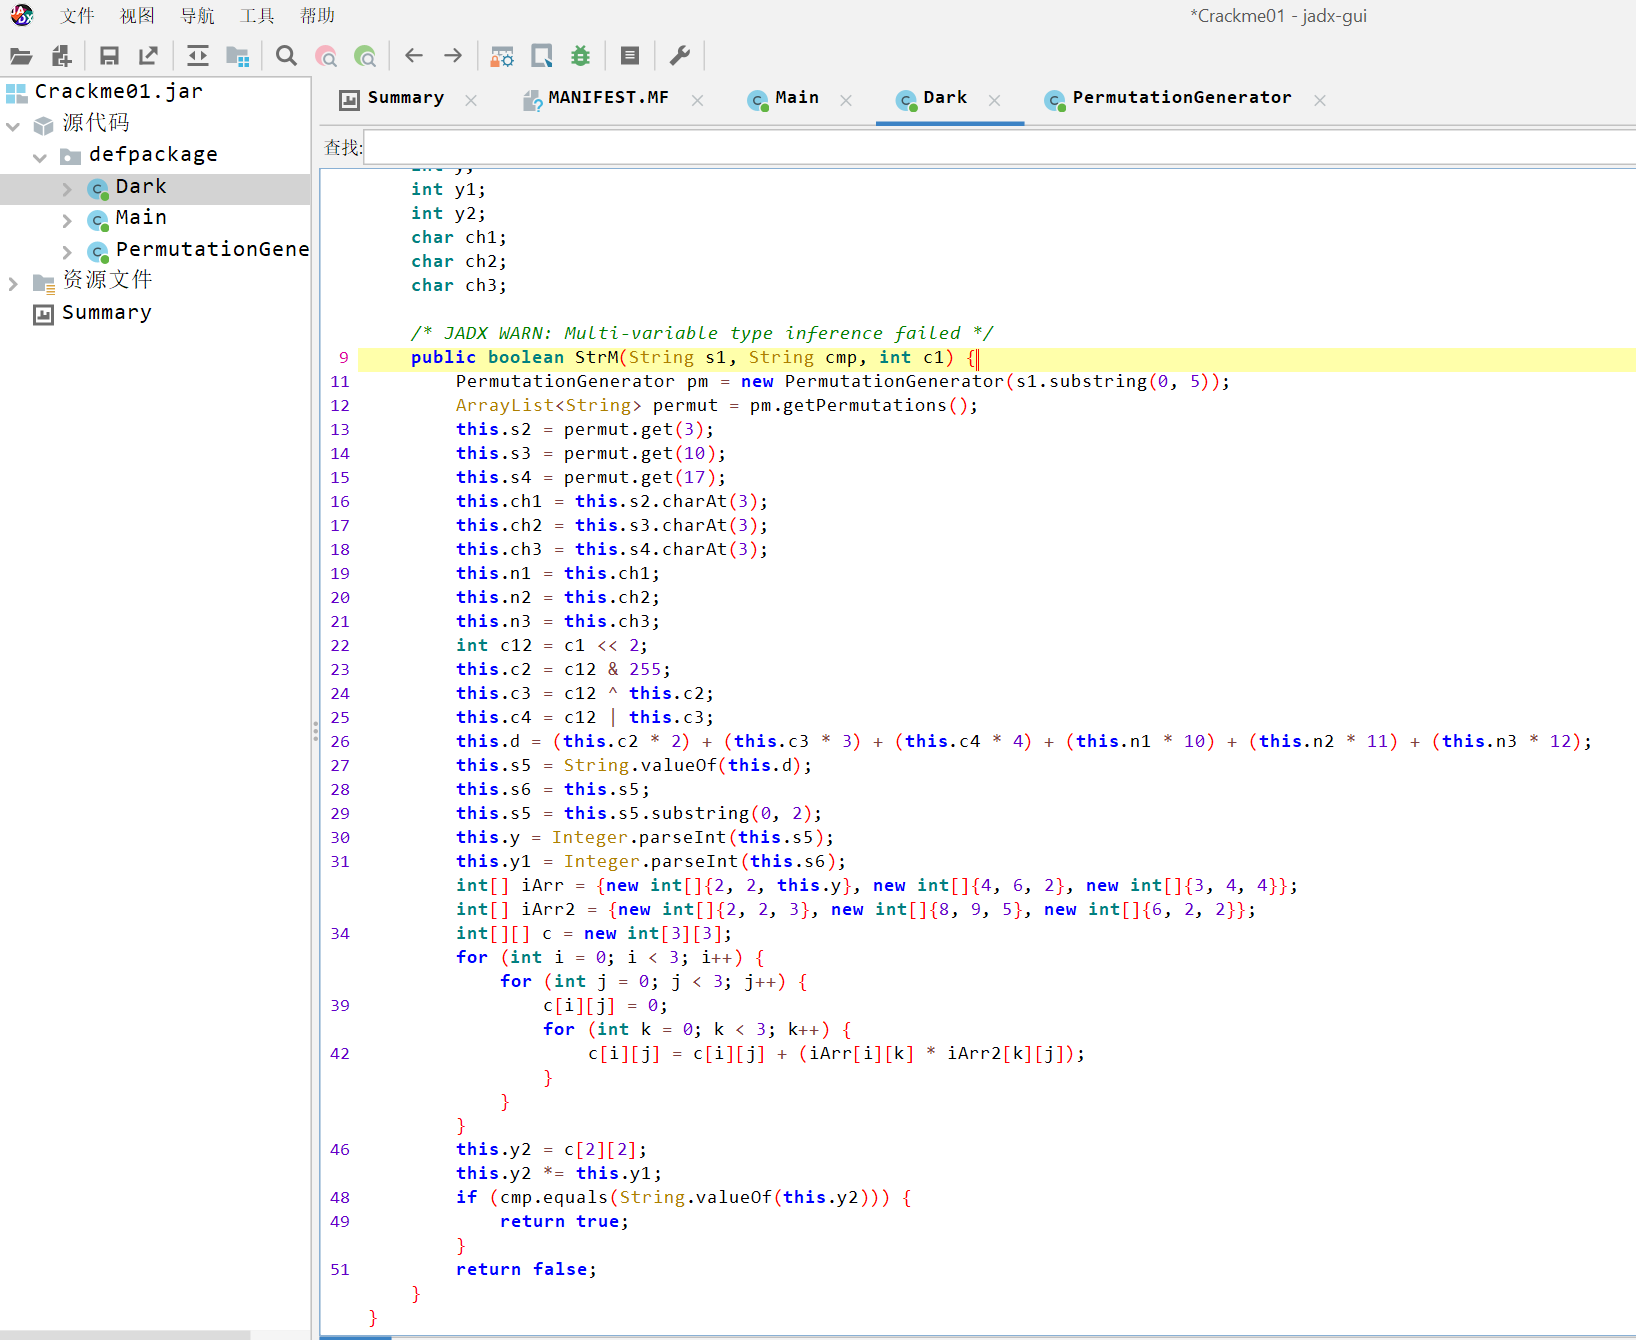 文件 视图 导航 工具 帮助
*Crackme01 - jadx-gui
Crackme01.jar
源代码
defpackage
Dark
Main
PermutationGene
资源文件
Summary
Summary MANIFEST.MF Main Dark PermutationGenerator
查找:
int y;
int y1;
int y2;
char ch1;
char ch2;
char ch3;
/* JADX WARN: Multi-variable type inference failed */
9 public boolean StrM(String s1, String cmp, int c1) {
11 PermutationGenerator pm = new PermutationGenerator(s1.substring(0, 5));
12 ArrayList<String> permut = pm.getPermutations();
13 this.s2 = permut.get(3);
14 this.s3 = permut.get(10);
15 this.s4 = permut.get(17);
16 this.ch1 = this.s2.charAt(3);
17 this.ch2 = this.s3.charAt(3);
18 this.ch3 = this.s4.charAt(3);
19 this.n1 = this.ch1;
20 this.n2 = this.ch2;
21 this.n3 = this.ch3;
22 int c12 = c1 << 2;
23 this.c2 = c12 & 255;
24 this.c3 = c12 ^ this.c2;
25 this.c4 = c12 | this.c3;
26 this.d = (this.c2 * 2) + (this.c3 * 3) + (this.c4 * 4) + (this.n1 * 10) + (this.n2 * 11) + (this.n3 * 12);
27 this.s5 = String.valueOf(this.d);
28 this.s6 = this.s5;
29 this.s5 = this.s5.substring(0, 2);
30 this.y = Integer.parseInt(this.s5);
31 this.y1 = Integer.parseInt(this.s6);
int[] iArr = {new int[]{2, 2, this.y}, new int[]{4, 6, 2}, new int[]{3, 4, 4}};
int[] iArr2 = {new int[]{2, 2, 3}, new int[]{8, 9, 5}, new int[]{6, 2, 2}};
34 int[][] c = new int[3][3];
for (int i = 0; i < 3; i++) {
for (int j = 0; j < 3; j++) {
39 c[i][j] = 0;
for (int k = 0; k < 3; k++) {
42 c[i][j] = c[i][j] + (iArr[i][k] * iArr2[k][j]);
}
}
}
46 this.y2 = c[2][2];
this.y2 *= this.y1;
48 if (cmp.equals(String.valueOf(this.y2))) {
49 return true;
}
51 return false;
}
}